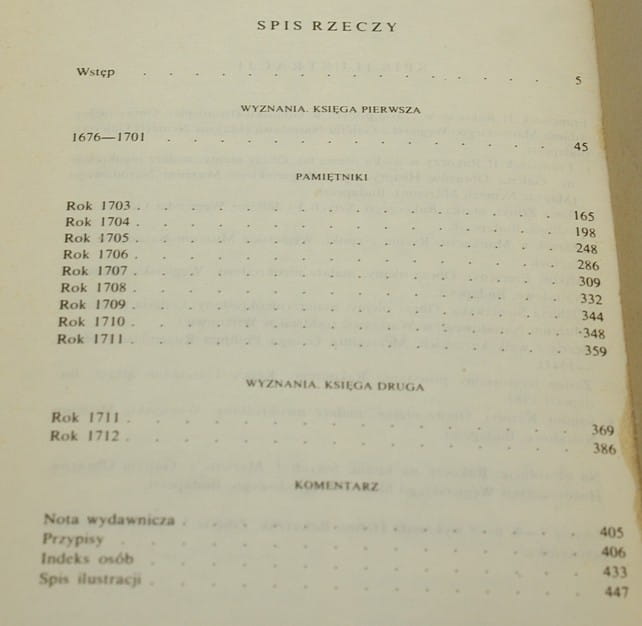 SPIS RZECZY
Wstęp . . . . . . . . . . . . . . . . 5
WYZNANIA. KSIĘGA PIERWSZA
1676—1701 . . . . . . . . . . . . . . 45
PAMIĘTNIKI
Rok 1703 . . . . . . . . . . . . . . 165
Rok 1704 . . . . . . . . . . . . . . 198
Rok 1705 . . . . . . . . . . . . . . 248
Rok 1706 . . . . . . . . . . . . . . 286
Rok 1707 . . . . . . . . . . . . . . 309
Rok 1708 . . . . . . . . . . . . . . 332
Rok 1709 . . . . . . . . . . . . . . 344
Rok 1710 . . . . . . . . . . . . . . 348
Rok 1711 . . . . . . . . . . . . . . 359
WYZNANIA. KSIĘGA DRUGA
Rok 1711 . . . . . . . . . . . . . . 369
Rok 1712 . . . . . . . . . . . . . . 386
KOMENTARZ
Nota wydawnicza . . . . . . . . . . . 405
Przypisy . . . . . . . . . . . . . . 406
Indeks osób . . . . . . . . . . . . . 433
Spis ilustracji . . . . . . . . . . . 447